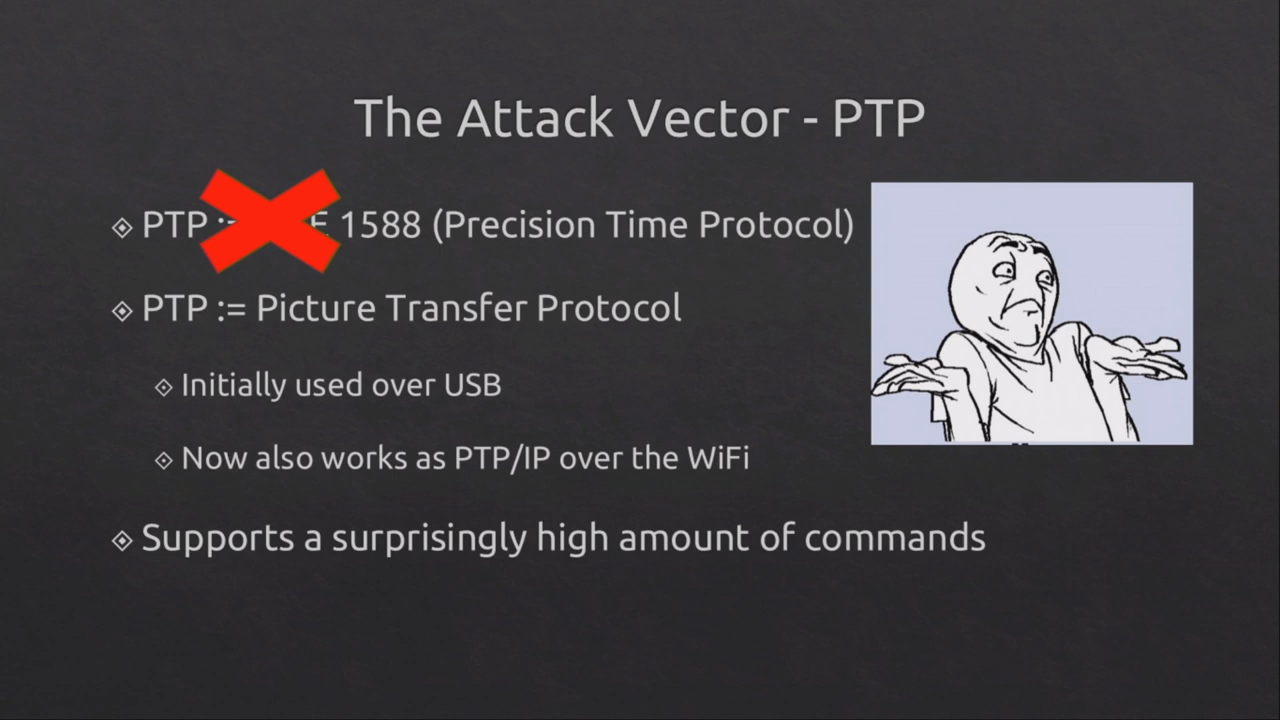 The Attack Vector - PTP
PTP 1588 (Precision Time Protocol)
PTP := Picture Transfer Protocol
Initially used over USB
Now also works as PTP/IP over the WiFi
Supports a surprisingly high amount of commands